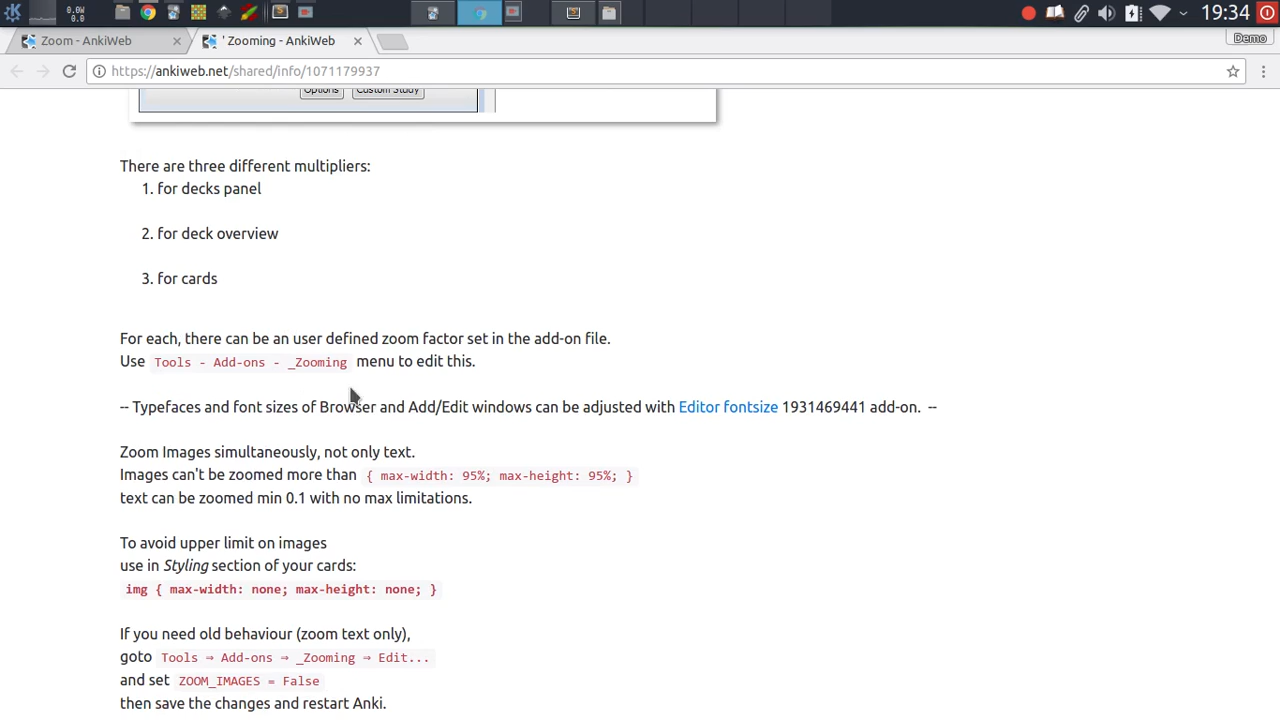 0.0W
0.0
19:34
Zoom - AnkiWeb
' Zooming - AnkiWeb
Demo
https://ankiweb.net/shared/info/1071179937
Options Custom Study
There are three different multipliers:
1. for decks panel
2. for deck overview
3. for cards
For each, there can be an user defined zoom factor set in the add-on file.
Use Tools - Add-ons - _Zooming menu to edit this.
-- Typefaces and font sizes of Browser and Add/Edit windows can be adjusted with Editor fontsize 1931469441 add-on. --
Zoom Images simultaneously, not only text.
Images can't be zoomed more than { max-width: 95%; max-height: 95%; }
text can be zoomed min 0.1 with no max limitations.
To avoid upper limit on images
use in Styling section of your cards:
img { max-width: none; max-height: none; }
If you need old behaviour (zoom text only),
goto Tools ⇒ Add-ons ⇒ _Zooming ⇒ Edit...
and set ZOOM_IMAGES = False
then save the changes and restart Anki.